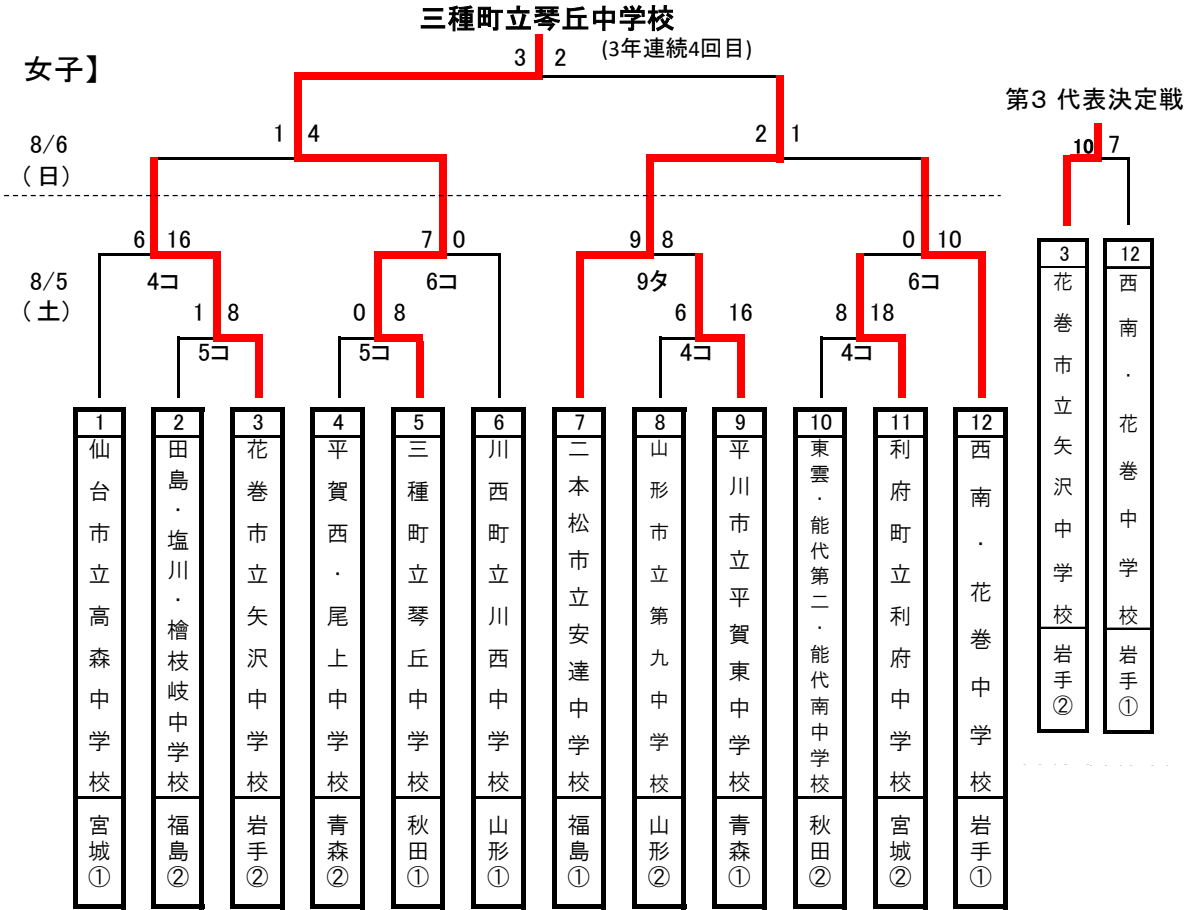 三種町立琴丘中学校
3 2 (3年連続4回目)
女子】
第3 代表決定戦
8/6
(日)
1 4
2 1
10 7
8/5
(土)
6 16
7 0
9 8
0 10
4コ
6コ
9タ
6コ
1 8
0 8
6 16
8 18
5コ
5コ
4コ
4コ
1
仙台市立高森中学校
宮城①
2
田島・塩川・檜枝岐中学校
福島②
3
花巻市立矢沢中学校
岩手②
4
平賀西・尾上中学校
青森②
5
三種町立琴丘中学校
秋田①
6
川西町立川西中学校
山形①
7
二本松市立安達中学校
福島①
8
山形市立第九中学校
山形②
9
平川市立平賀東中学校
青森①
10
東雲・能代第二・能代南中学校
秋田②
11
利府町立利府中学校
宮城②
12
西南・花巻中学校
岩手①
3
花巻市立矢沢中学校
岩手②
12
西南・花巻中学校
岩手①